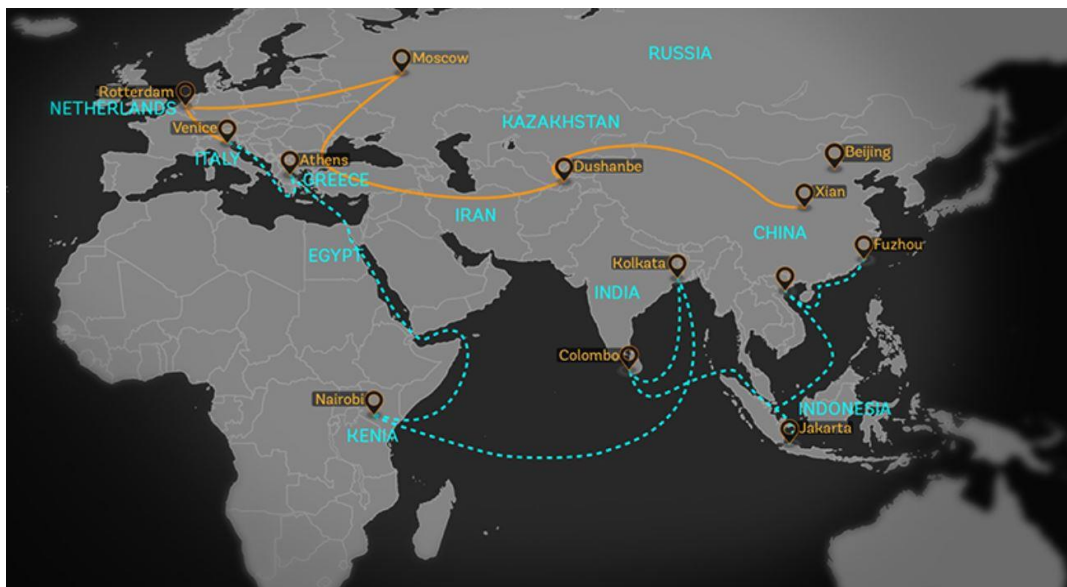 Moscow
RUSSIA
Rotterdam
NETHERLANDS
Venice
ITALY
Athens
GREECE
KAZAKHSTAN
Dushanbe
Beijing
Xian
IRAN
CHINA
EGYPT
Fuzhou
Kolkata
INDIA
Colombo
Nairobi
KENIA
INDONESIA
Jakarta